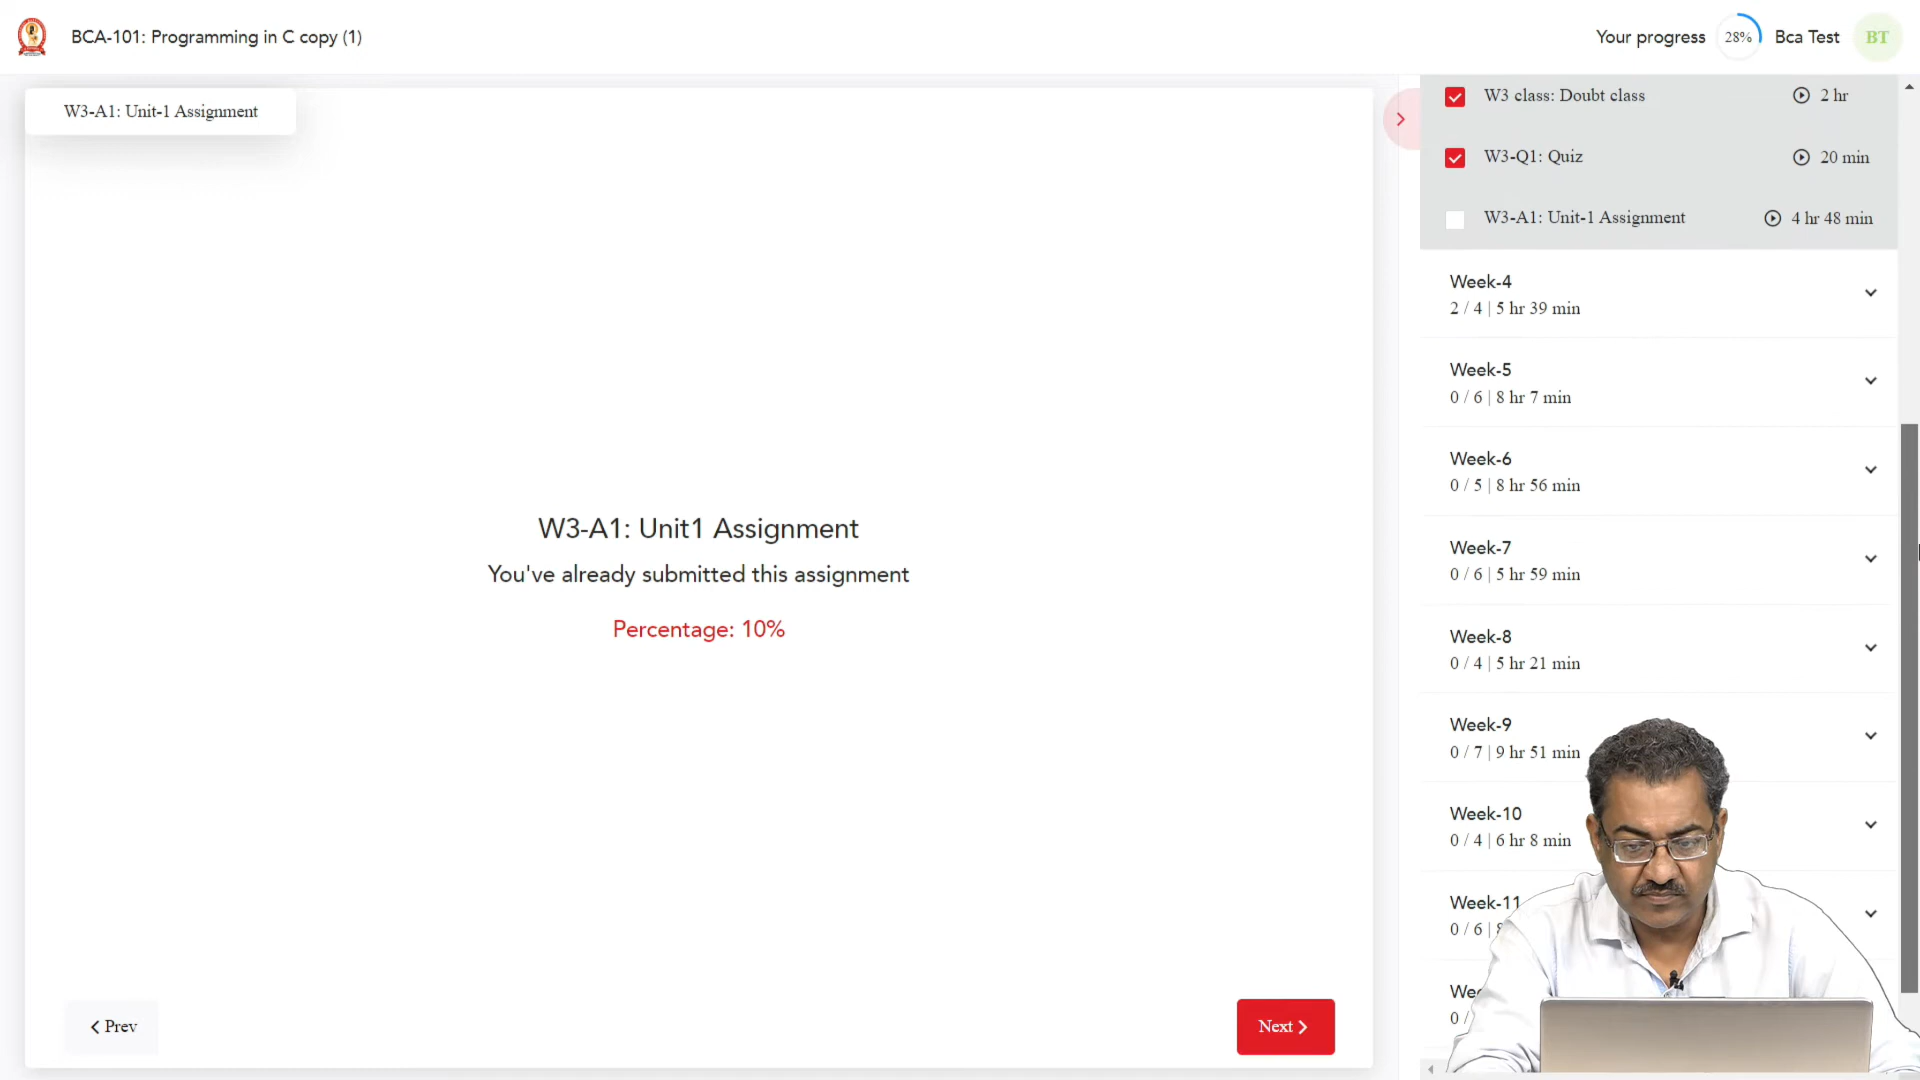 BCA-101: Programming in C copy (1)
Your progress
28%
Bca Test
BT
W3-A1: Unit-1 Assignment
W3-A1: Unit1 Assignment
You've already submitted this assignment
Percentage: 10%
Prev
Next
W3 class: Doubt class
2 hr
W3-Q1: Quiz
20 min
W3-A1: Unit-1 Assignment
4 hr 48 min
Week-4
2 / 4 | 5 hr 39 min
Week-5
0 / 6 | 8 hr 7 min
Week-6
0 / 5 | 8 hr 56 min
Week-7
0 / 6 | 5 hr 59 min
Week-8
0 / 4 | 5 hr 21 min
Week-9
0 / 7 | 9 hr 51 min
Week-10
0 / 4 | 6 hr 8 min
Week-11
0 / 6 |
0 /